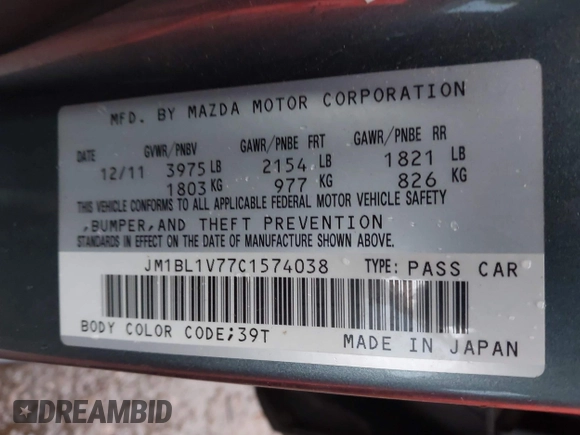 MFD. BY MAZDA MOTOR CORPORATION
DATE GVWR/PNBV GAWR/PNBE FRT GAWR/PNBE RR
12/11 3975 LB 2154 LB 1821 LB
1803 KG 977 KG 826 KG
THIS VEHICLE CONFORMS TO ALL APPLICABLE FEDERAL MOTOR VEHICLE SAFETY
,BUMPER,AND THEFT PREVENTION
STANDARDS IN EFFECT ON THE DATE OF MANUFACTURE SHOWN ABOVE.
JM1BL1V77C1574038 TYPE: PASS CAR
BODY COLOR CODE;39T MADE IN JAPAN
DREAMBID